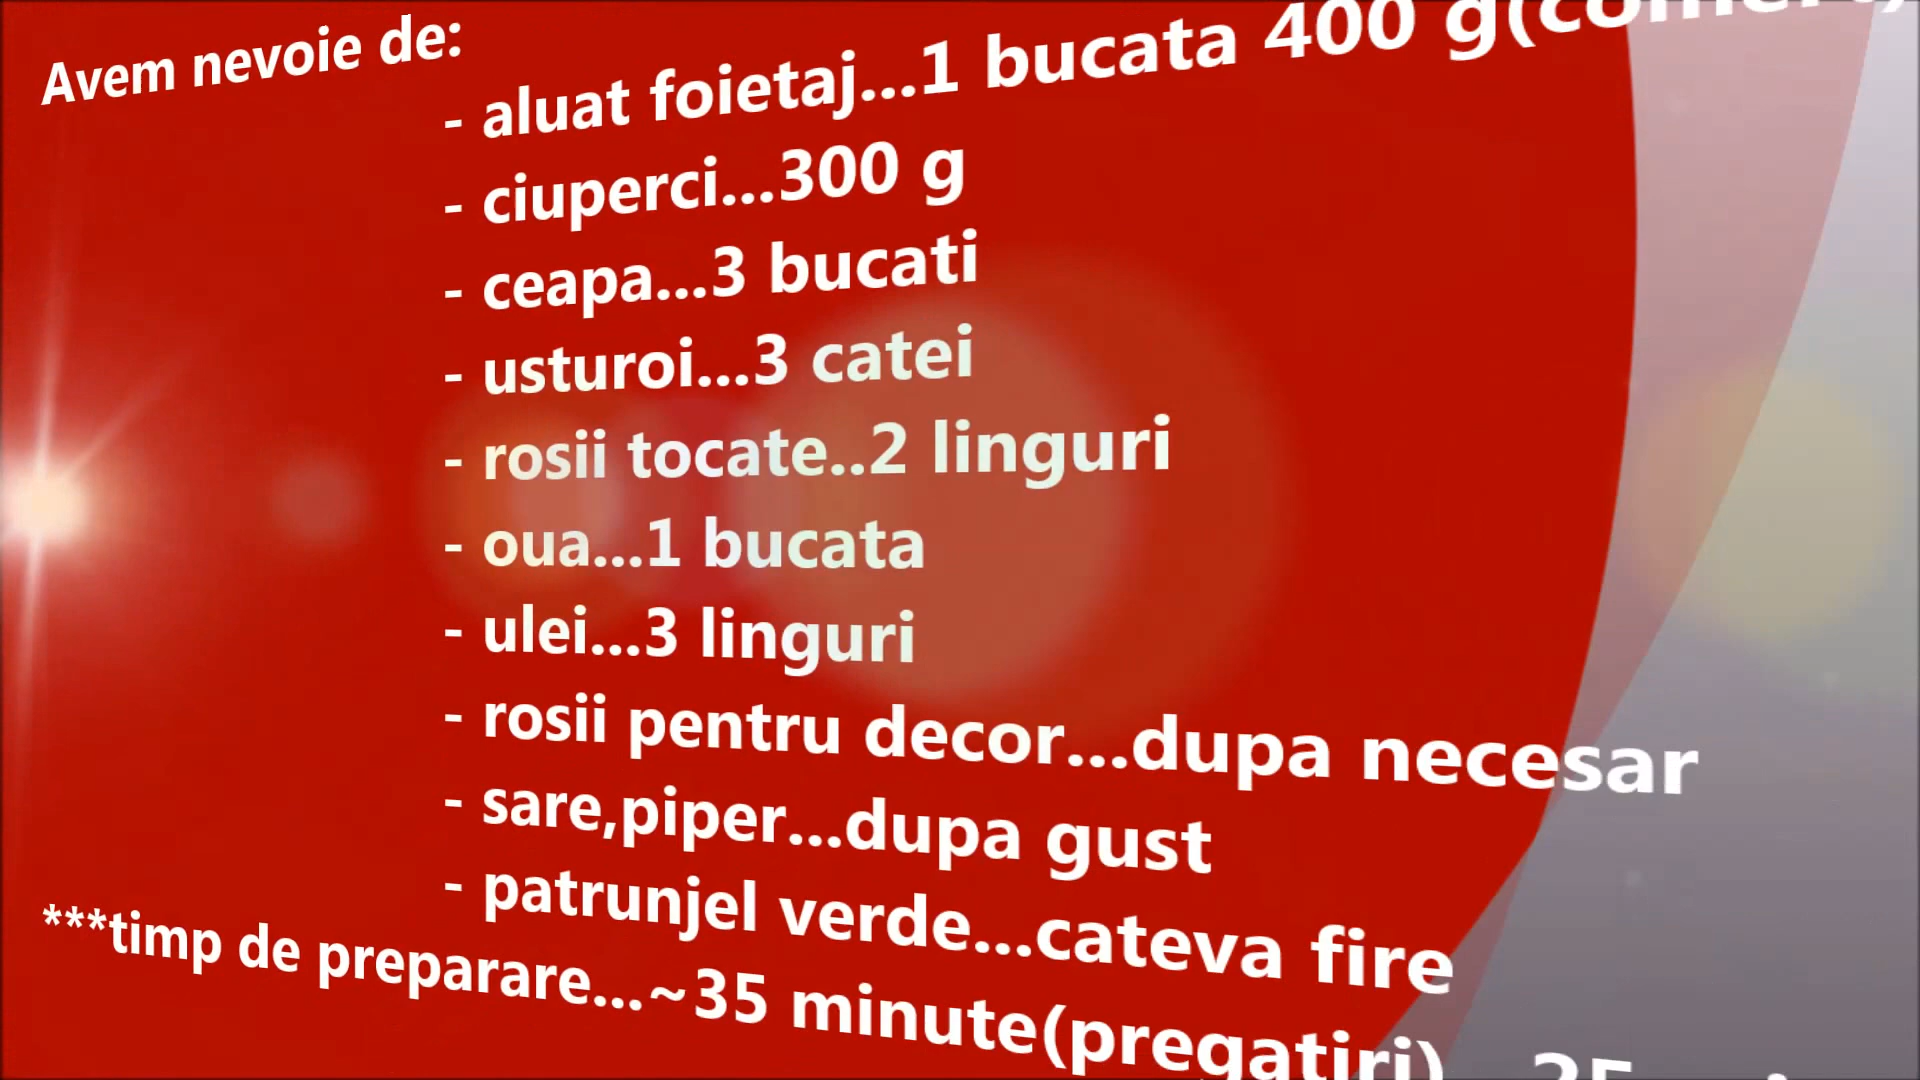 Avem nevoie de:
- aluat foietaj...1 bucata 400 g(comert)
- ciuperci...300 g
- ceapa...3 bucati
- usturoi...3 catei
- rosii tocate..2 linguri
- oua...1 bucata
- ulei...3 linguri
- rosii pentru decor...dupa necesar
- sare,piper...dupa gust
- patrunjel verde...cateva fire
***timp de preparare...~35 minute(pregatiri)